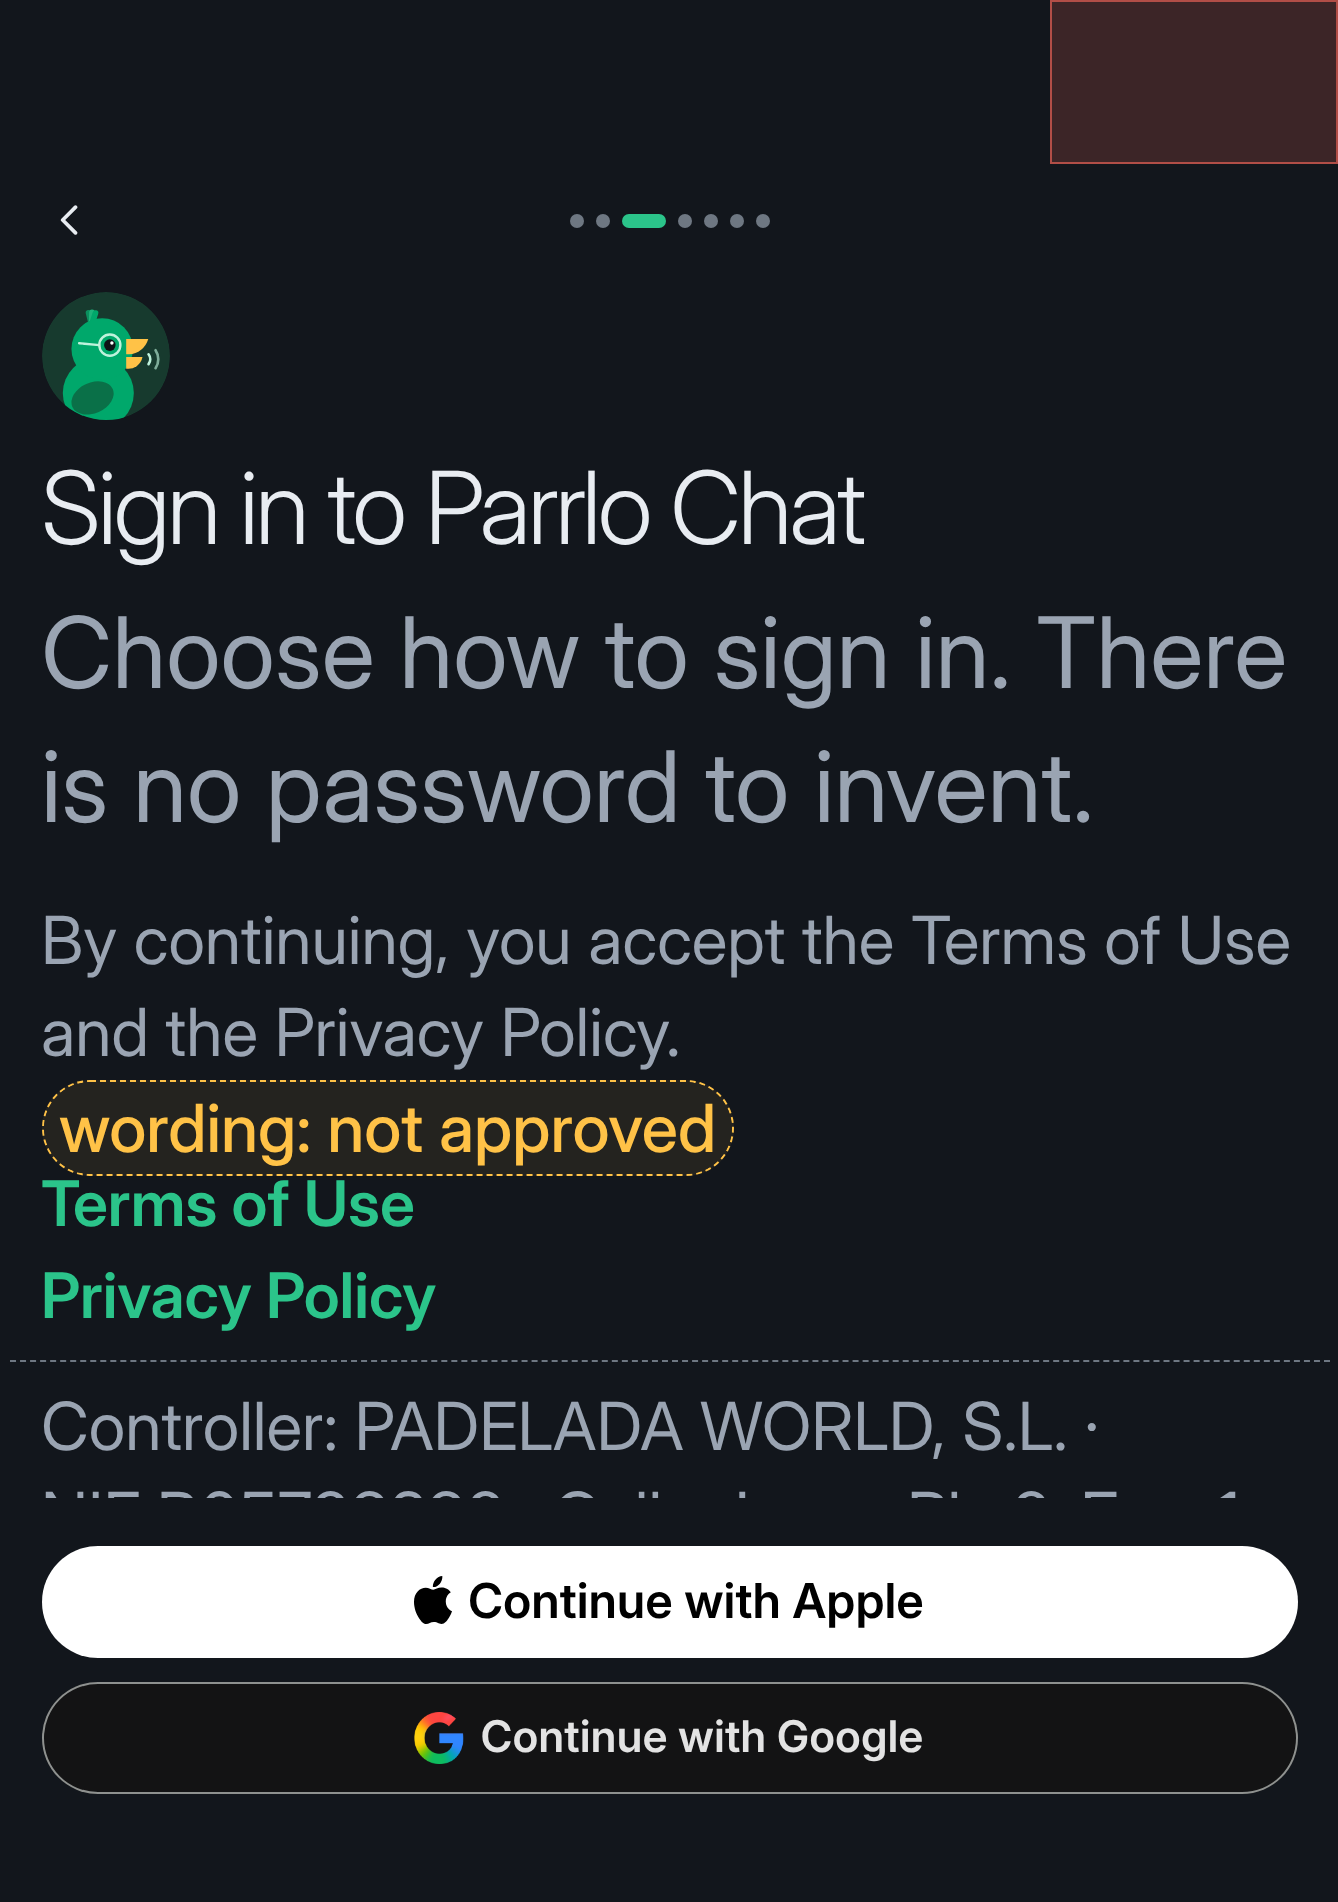 Sign in to Parrlo Chat
Choose how to sign in. There
is no password to invent.
By continuing, you accept the Terms of Use
and the Privacy Policy.
wording: not approved
Terms of Use
Privacy Policy
Controller: PADELADA WORLD, S.L. ·
Continue with Apple
Continue with Google